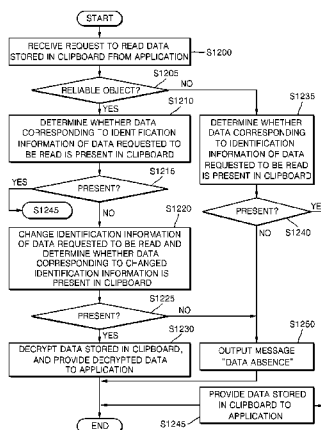 START
RECEIVE REQUEST TO READ DATA
STORED IN CLIPBOARD FROM APPLICATION
S1200
S1205
RELIABLE OBJECT?
NO
YES
S1210
DETERMINE WHETHER DATA
CORRESPONDING TO IDENTIFICATION
INFORMATION OF DATA REQUESTED TO
BE READ IS PRESENT IN CLIPBOARD
S1235
DETERMINE WHETHER
DATA CORRESPONDING
TO IDENTIFICATION
INFORMATION OF DATA
REQUESTED TO BE READ
IS PRESENT IN CLIPBOARD
S1215
YES
PRESENT?
S1245
NO
PRESENT?
YES
S1240
NO
S1220
CHANGE IDENTIFICATION INFORMATION
OF DATA REQUESTED TO BE READ AND
DETERMINE WHETHER DATA
CORRESPONDING TO CHANGED
IDENTIFICATION INFORMATION IS
PRESENT IN CLIPBOARD
S1225
PRESENT?
NO
YES
S1230
DECRYPT DATA STORED IN CLIPBOARD,
AND PROVIDE DECRYPTED DATA
TO APPLICATION
S1250
OUTPUT MESSAGE
"DATA ABSENCE"
PROVIDE DATA STORED
IN CLIPBOARD TO
APPLICATION
S1245
END